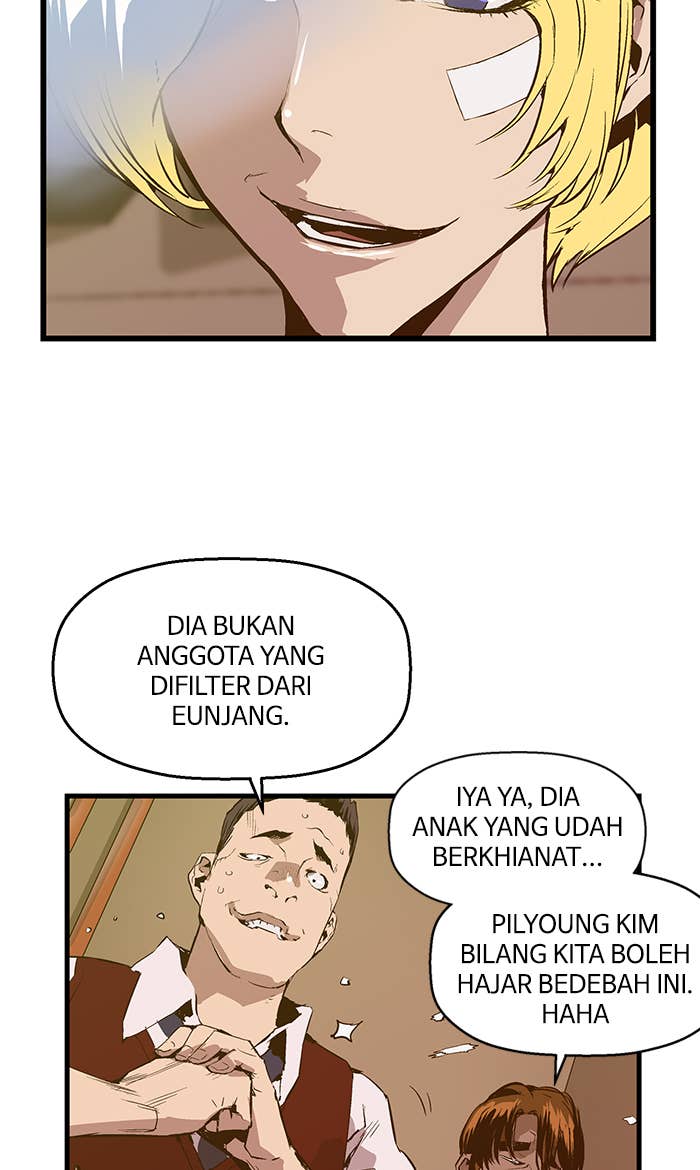 DIA BUKAN
ANGGOTA YANG
DIFILTER DARI
EUNJANG.
IYA YA, DIA
ANAK YANG UDAH
BERKHIANAT...
PILYOUNG KIM
BILANG KITA BOLEH
HAJAR BEDEBAH INI.
HAHA